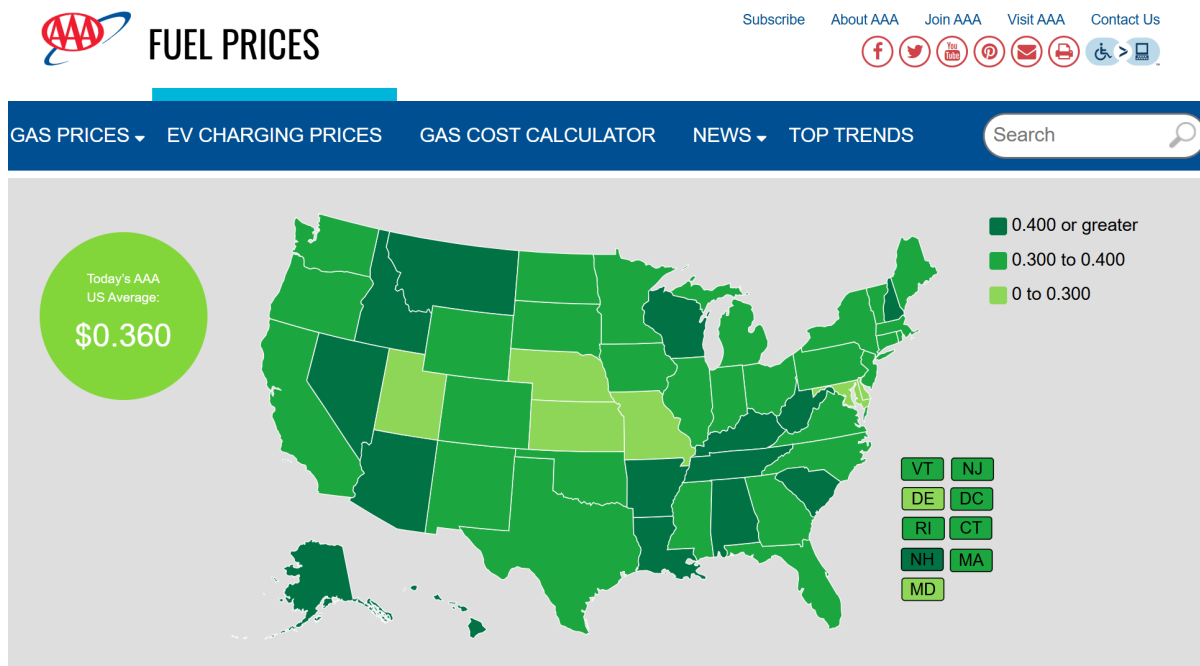 AAA
FUEL PRICES
Subscribe About AAA Join AAA Visit AAA Contact Us
You
Tube
GAS PRICES EV CHARGING PRICES GAS COST CALCULATOR NEWS TOP TRENDS
Search
Today's AAA
US Average:
$0.360
0.400 or greater
0.300 to 0.400
0 to 0.300
VT NJ
DE DC
RI CT
NH MA
MD